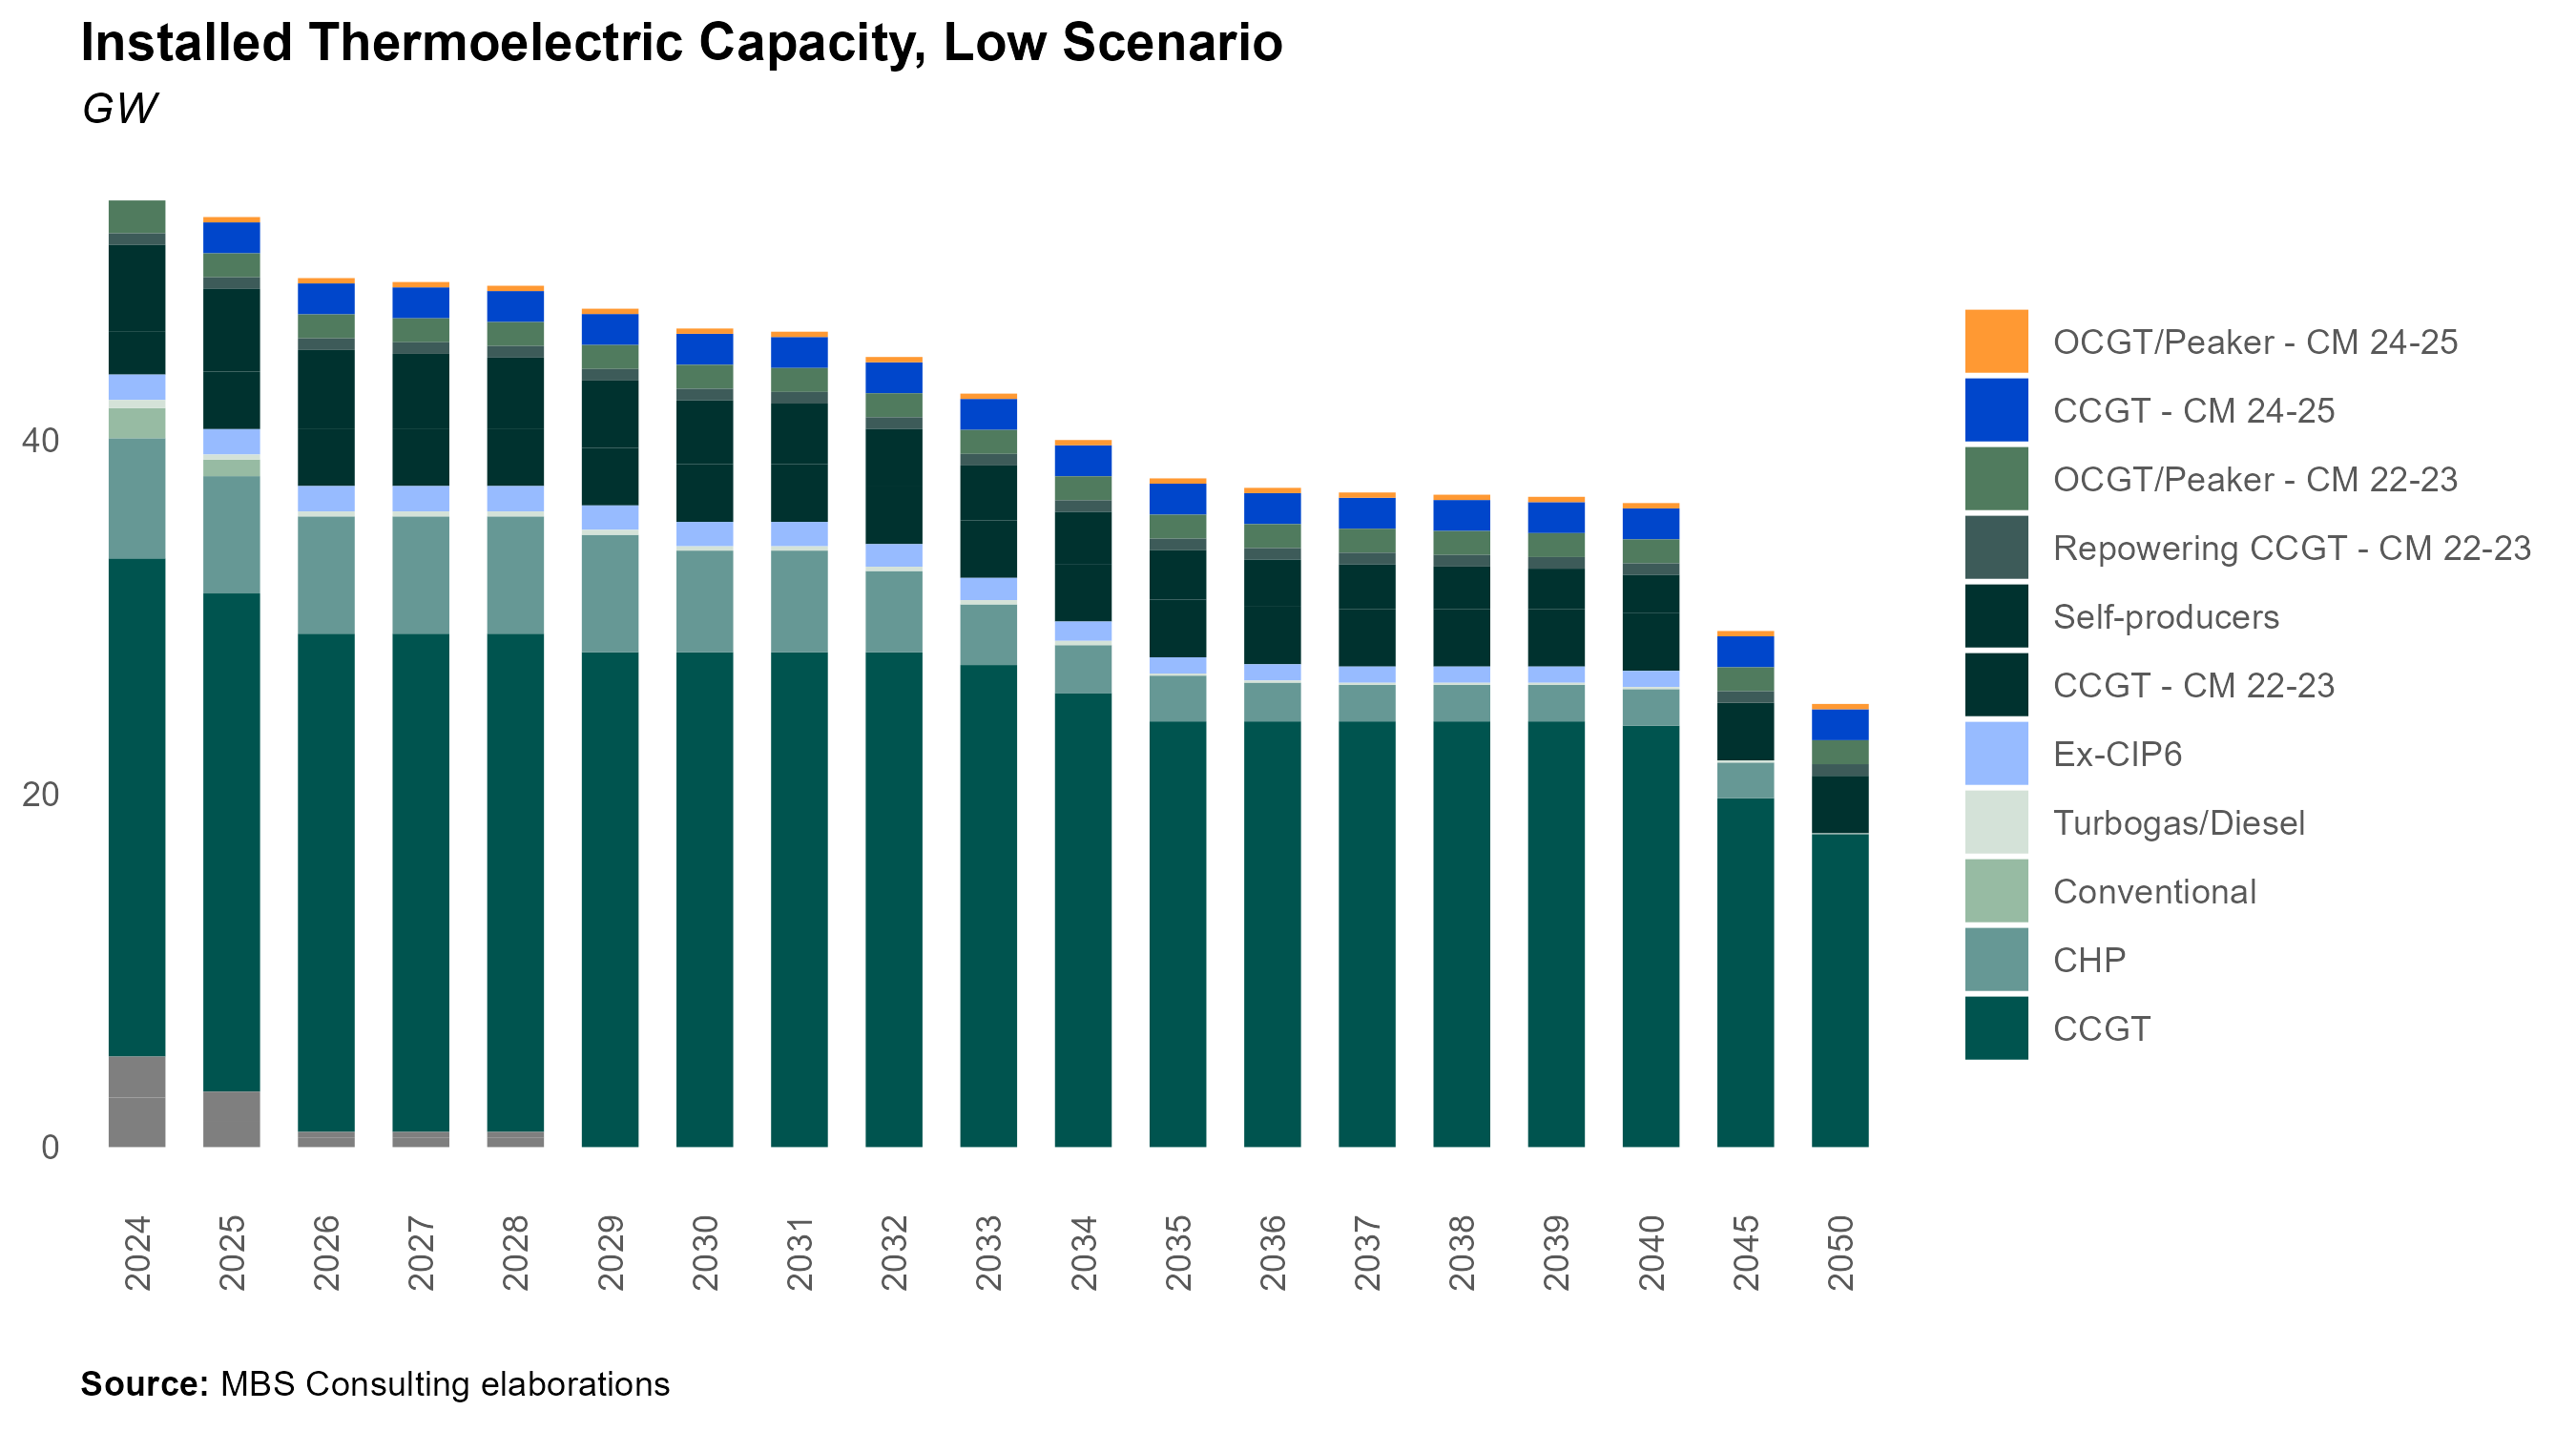 Installed Thermoelectric Capacity, Low Scenario
GW
40
20
0
2024
2025
2026
2027
2028
2029
2030
2031
2032
2033
2034
2035
2036
2037
2038
2039
2040
2045
2050
OCGT/Peaker - CM 24-25
CCGT - CM 24-25
OCGT/Peaker - CM 22-23
Repowering CCGT - CM 22-23
Self-producers
CCGT - CM 22-23
Ex-CIP6
Turbogas/Diesel
Conventional
CHP
CCGT
Source: MBS Consulting elaborations